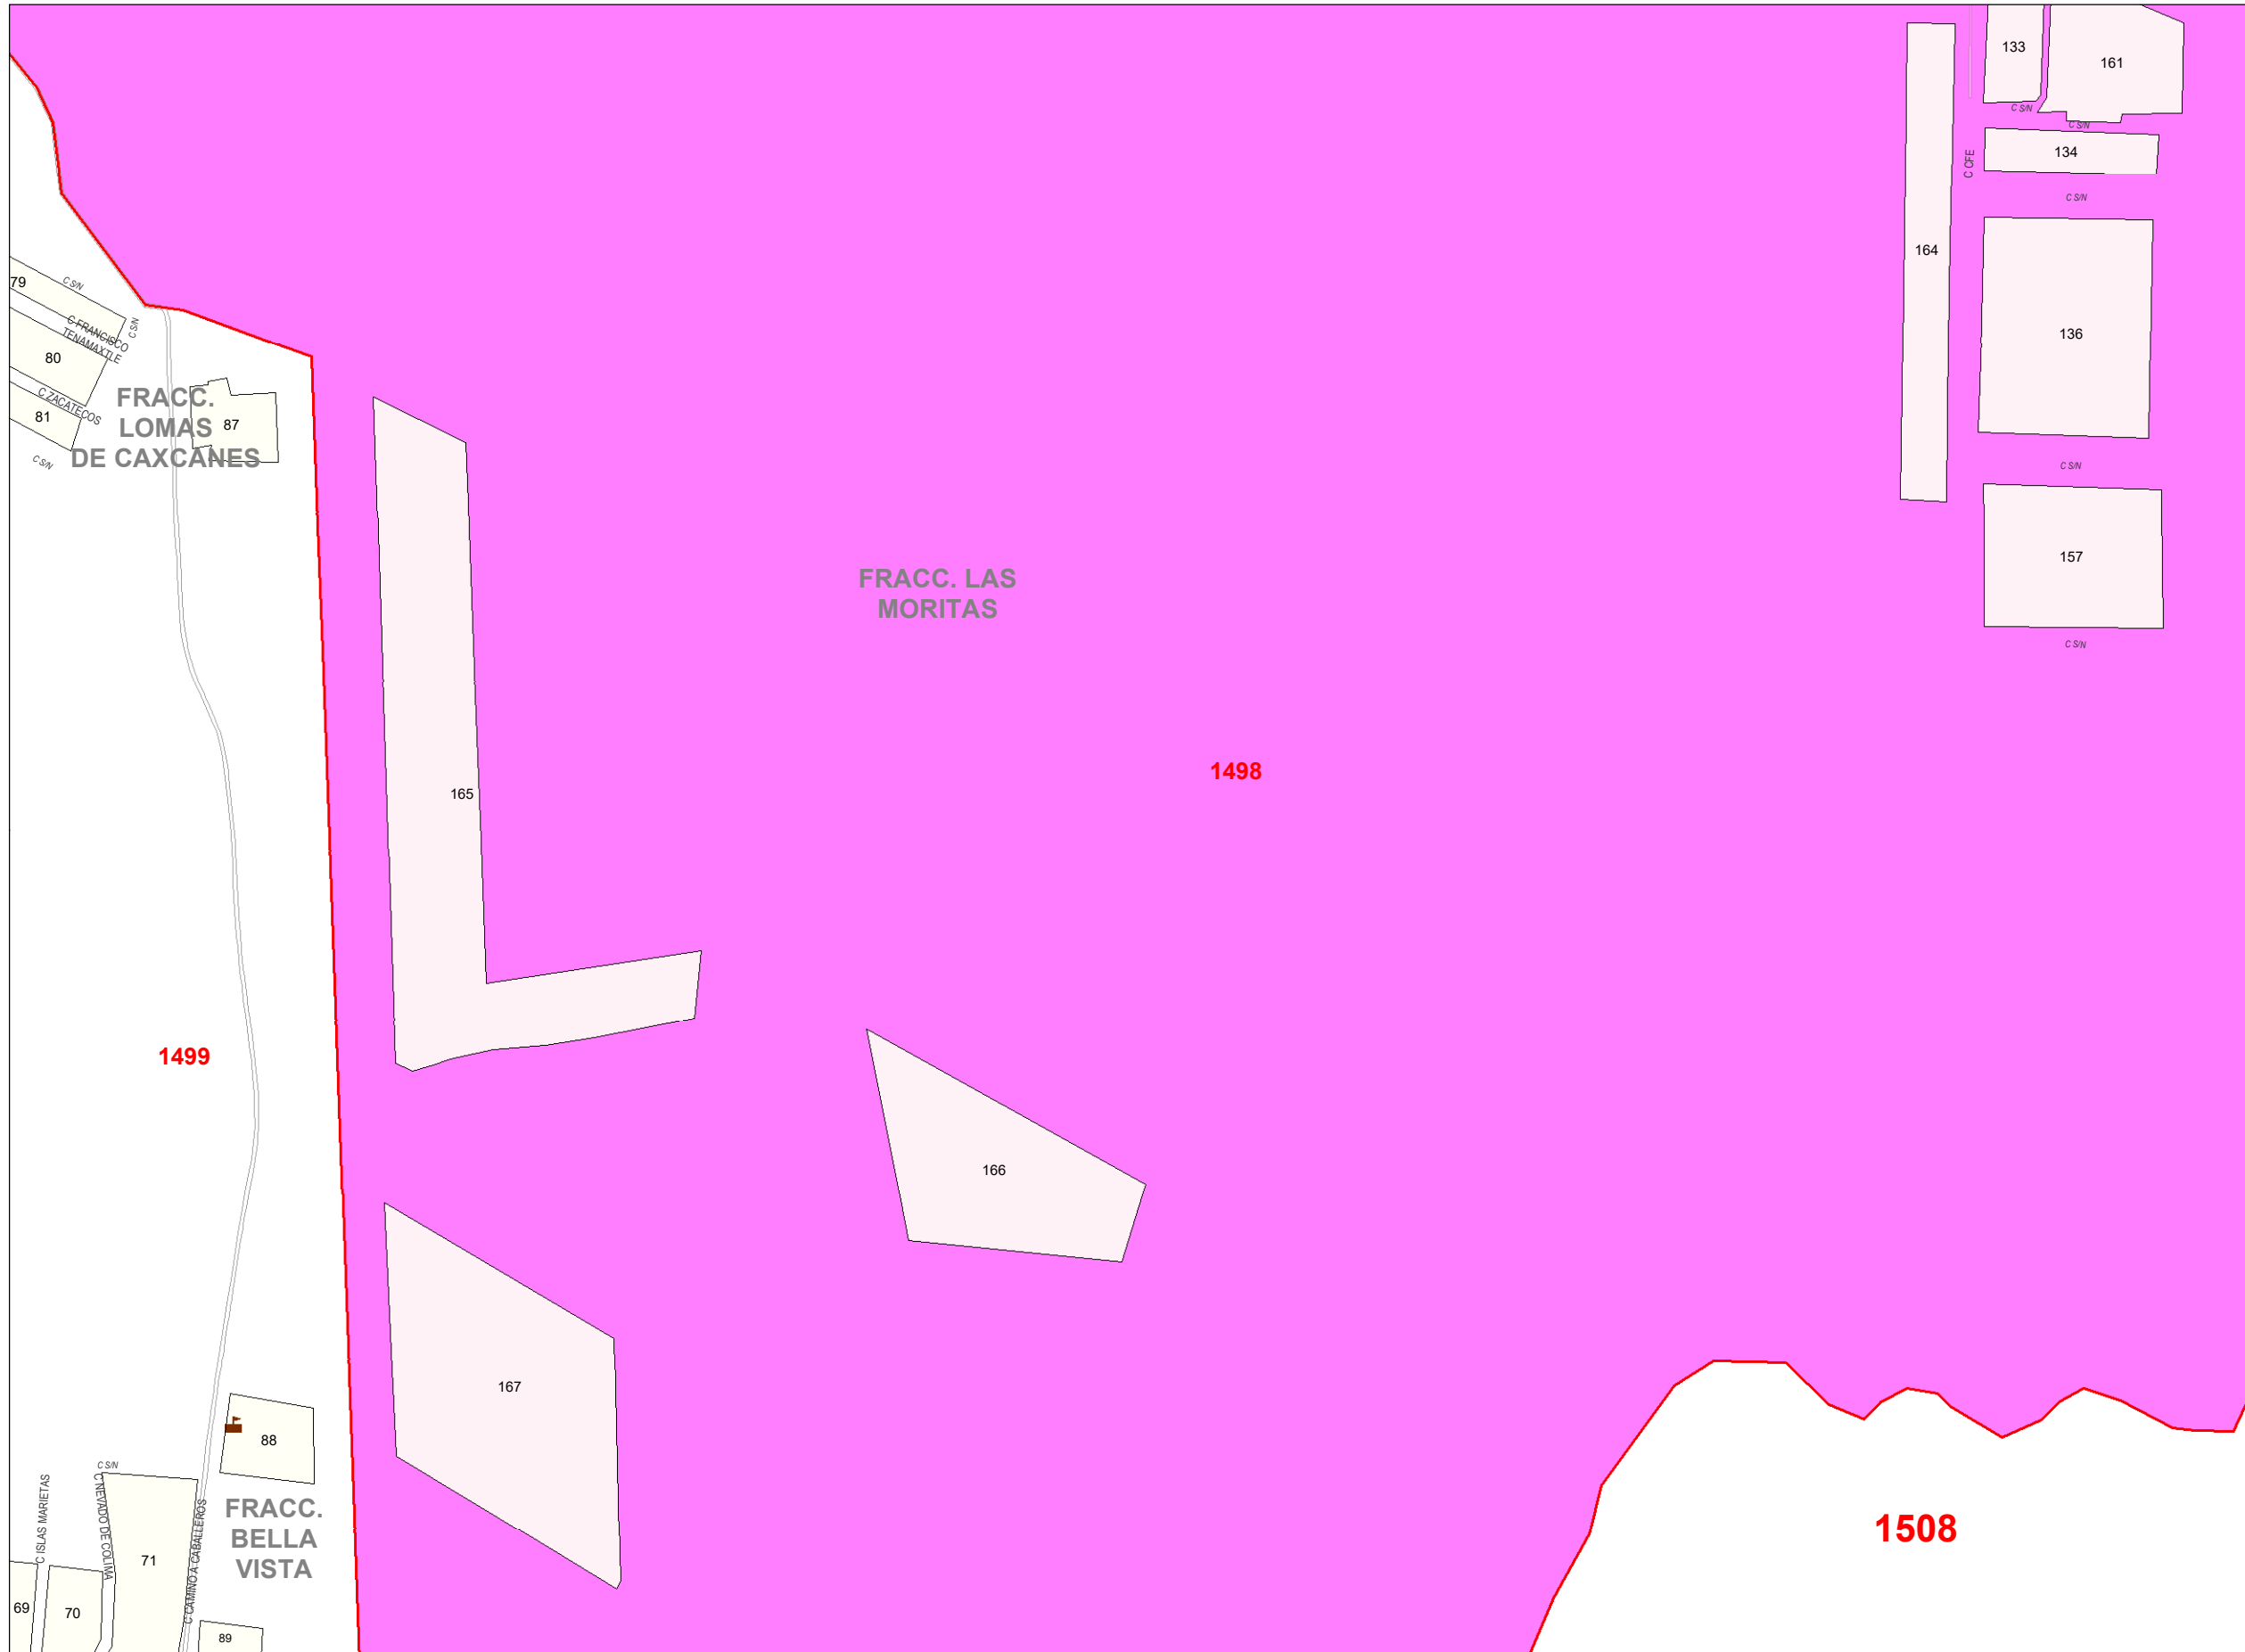 133
161
C S/N
C S/N
134
C CFE
C S/N
164
79
C S/N
C FRANCISCO
TENAMAXTLE
C S/N
136
80
C ZACATECOS
81
C S/N
FRACC.
LOMAS
DE CAXCANES
87
C S/N
157
FRACC. LAS
MORITAS
C S/N
1498
165
1499
166
167
88
C S/N
C ISLAS MARIETAS
C NEVADO DE COLIMA
C CAMINO A CABALLEROS
FRACC.
BELLA
VISTA
1508
71
69
70
89